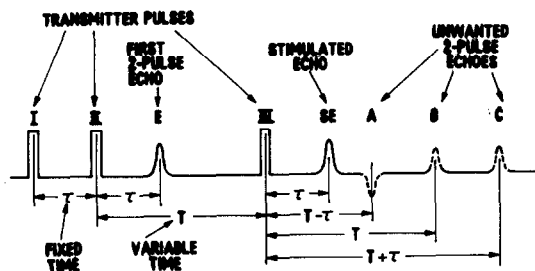 TRANSMITTER PULSES
FIRST
2-PULSE
ECHO
STIMULATED
ECHO
UNWANTED
2-PULSE
ECHOES
I II E III SE A B C
τ τ τ
T T-τ
T
T+τ
FIXED
TIME
VARIABLE
TIME